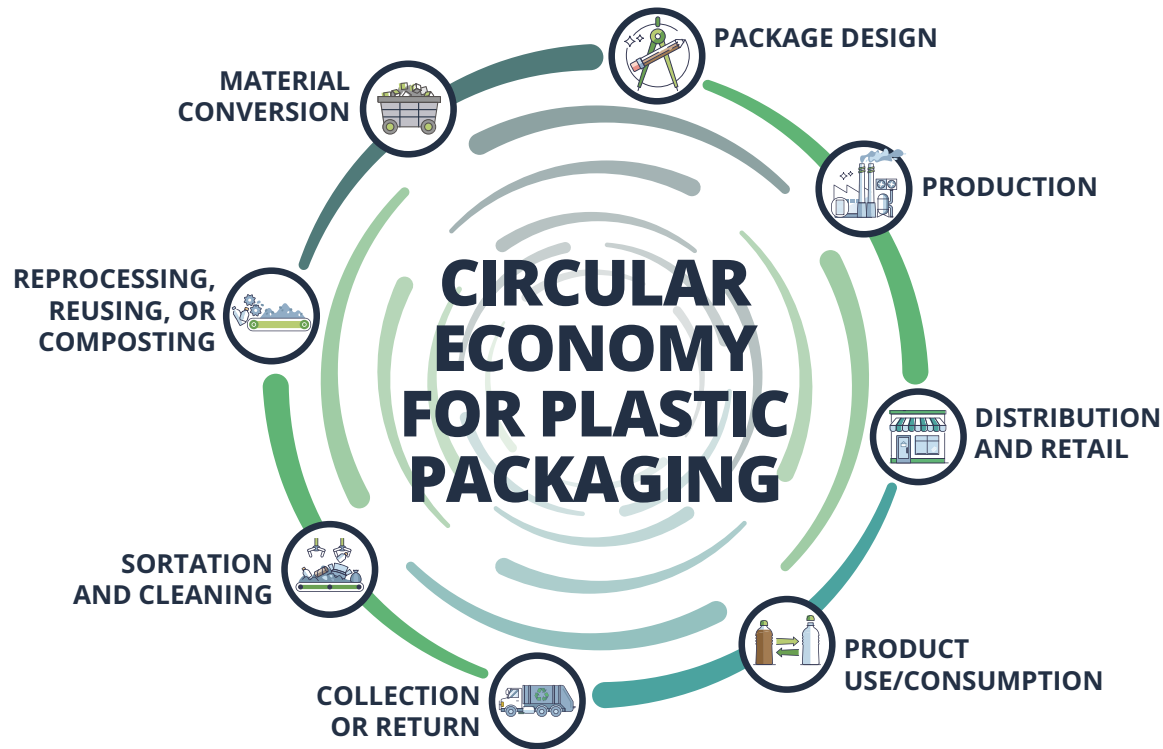 PACKAGE DESIGN
PRODUCTION
DISTRIBUTION
AND RETAIL
PRODUCT
USE/CONSUMPTION
COLLECTION
OR RETURN
SORTATION
AND CLEANING
REPROCESSING,
REUSING, OR
COMPOSTING
MATERIAL
CONVERSION
CIRCULAR
ECONOMY
FOR PLASTIC
PACKAGING